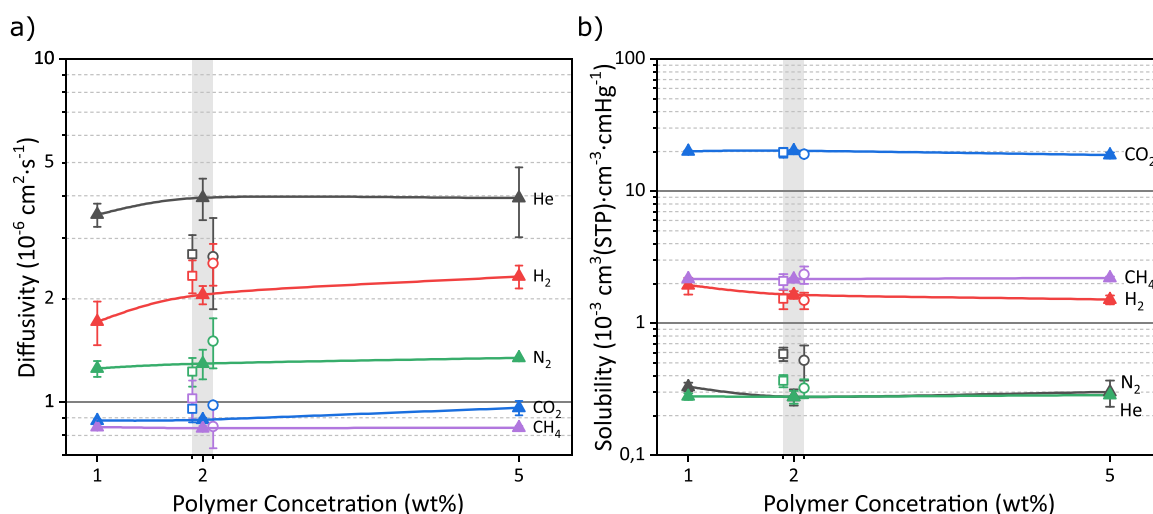 a)
10
5
2
1
Diffusivity (10⁻⁶ cm²·s⁻¹)
He
H₂
N₂
CO₂
CH₄
1
2
5
Polymer Concetration (wt%)
b)
100
10
1
0,1
Solubility (10⁻³ cm³(STP)·cm⁻³·cmHg⁻¹)
CO₂
CH₄
H₂
N₂
He
1
2
5
Polymer Concetration (wt%)